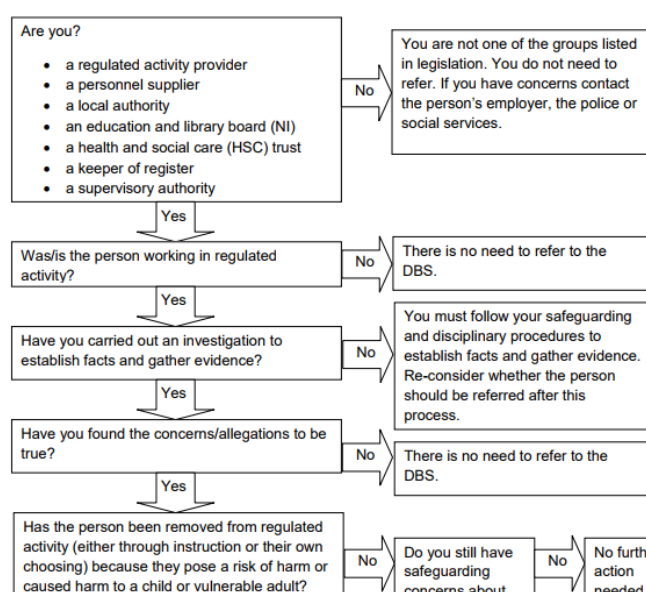 Are you?
• a regulated activity provider
• a personnel supplier
• a local authority
• an education and library board (NI)
• a health and social care (HSC) trust
• a keeper of register
• a supervisory authority
No
You are not one of the groups listed
in legislation. You do not need to
refer. If you have concerns contact
the person's employer, the police or
social services.
Yes
Was/is the person working in regulated
activity?
No
There is no need to refer to the
DBS.
Yes
Have you carried out an investigation to
establish facts and gather evidence?
No
You must follow your safeguarding
and disciplinary procedures to
establish facts and gather evidence.
Re-consider whether the person
should be referred after this
process.
Yes
Have you found the concerns/allegations to be
true?
No
There is no need to refer to the
DBS.
Yes
Has the person been removed from regulated
activity (either through instruction or their own
choosing) because they pose a risk of harm or
caused harm to a child or vulnerable adult?
No
Do you still have
safeguarding
concerns about
No
No furth
action
needed